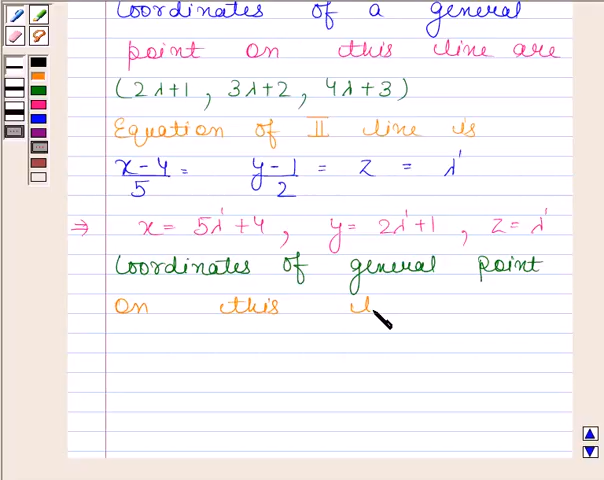 Coordinates of a general
point on this line are
(2λ+1 , 3λ+2 , 4λ+3)
Equation of II line is
x-4/5 = y-1/2 = z = λ'
⇒ x = 5λ'+4 , y = 2λ'+1 , z = λ'
Coordinates of general point
on this li